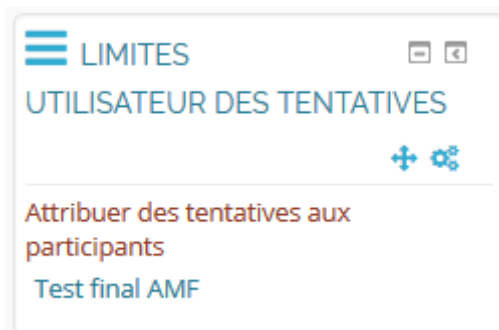 LIMITES
UTILISATEUR DES TENTATIVES
Attribuer des tentatives aux
participants
Test final AMF